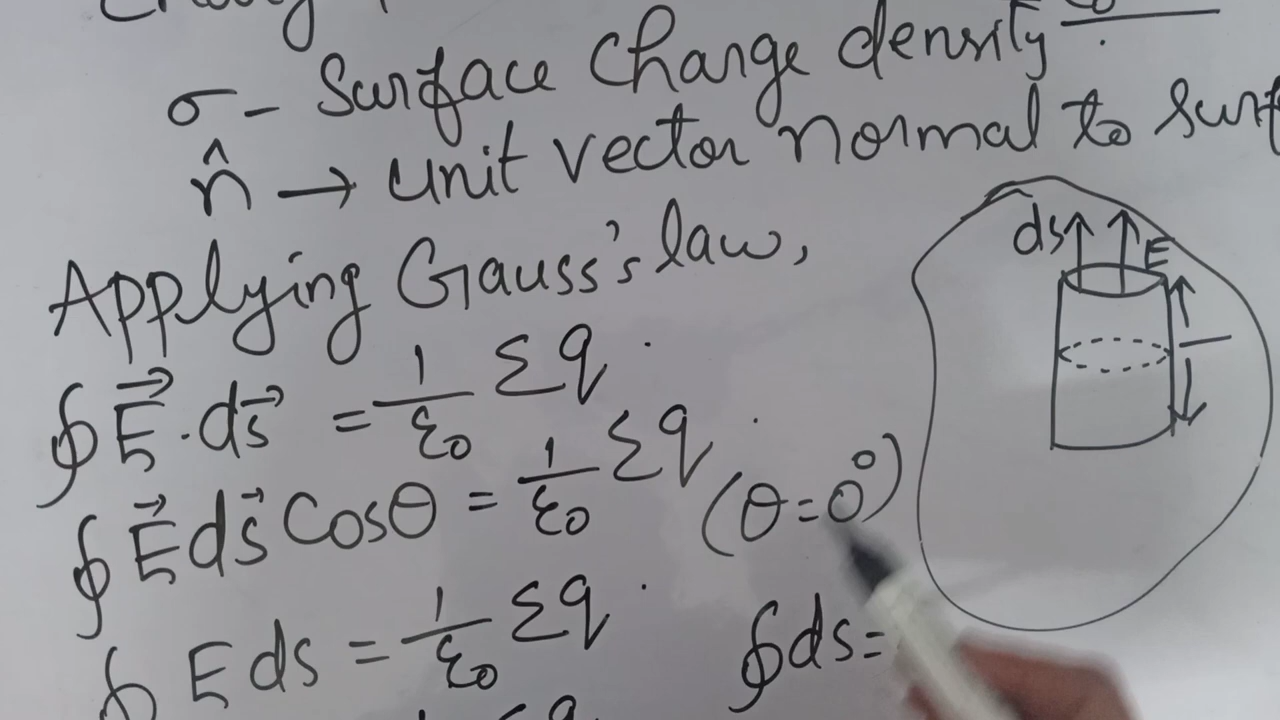 σ - Surface Charge density
n̂ → unit vector normal to surf
Applying Gauss's law,
∮ E⃗ . ds⃗ = 1/ε₀ Σq .
∮ E⃗ ds⃗ Cosθ = 1/ε₀ Σq . (θ = 0°)
∮ E ds = 1/ε₀ Σq . ∮ ds =
ds
E